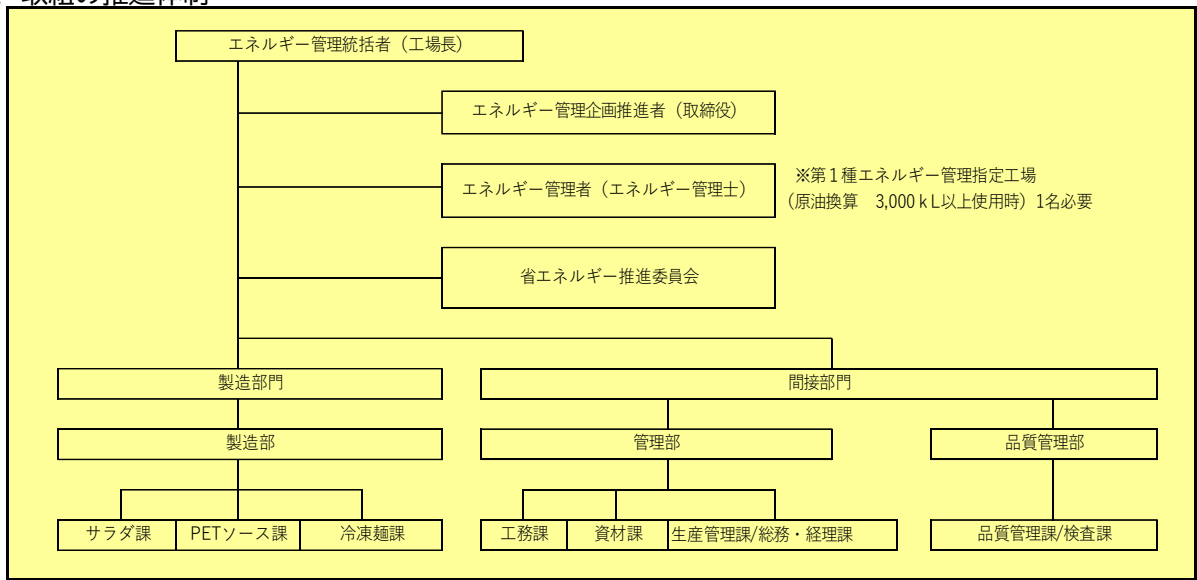 取組の推進体制
エネルギー管理統括者（工場長）
エネルギー管理企画推進者（取締役）
エネルギー管理者（エネルギー管理士）
※第１種エネルギー管理指定工場
（原油換算　3,000ｋL以上使用時）1名必要
省エネルギー推進委員会
製造部門
間接部門
製造部
管理部
品質管理部
サラダ課
PETソース課
冷凍麺課
工務課
資材課
生産管理課/総務・経理課
品質管理課/検査課